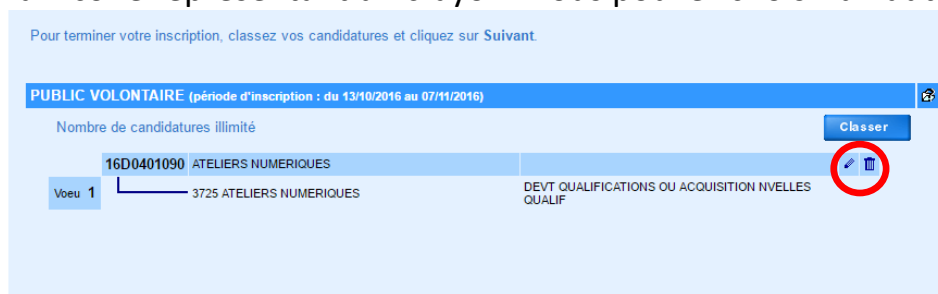 Pour terminer votre inscription, classez vos candidatures et cliquez sur Suivant.
PUBLIC VOLONTAIRE (période d'inscription : du 13/10/2016 au 07/11/2016)
Nombre de candidatures illimité
Classer
16D0401090 ATELIERS NUMERIQUES
Voeu 1 3725 ATELIERS NUMERIQUES DEVT QUALIFICATIONS OU ACQUISITION NVELLES
QUALIF